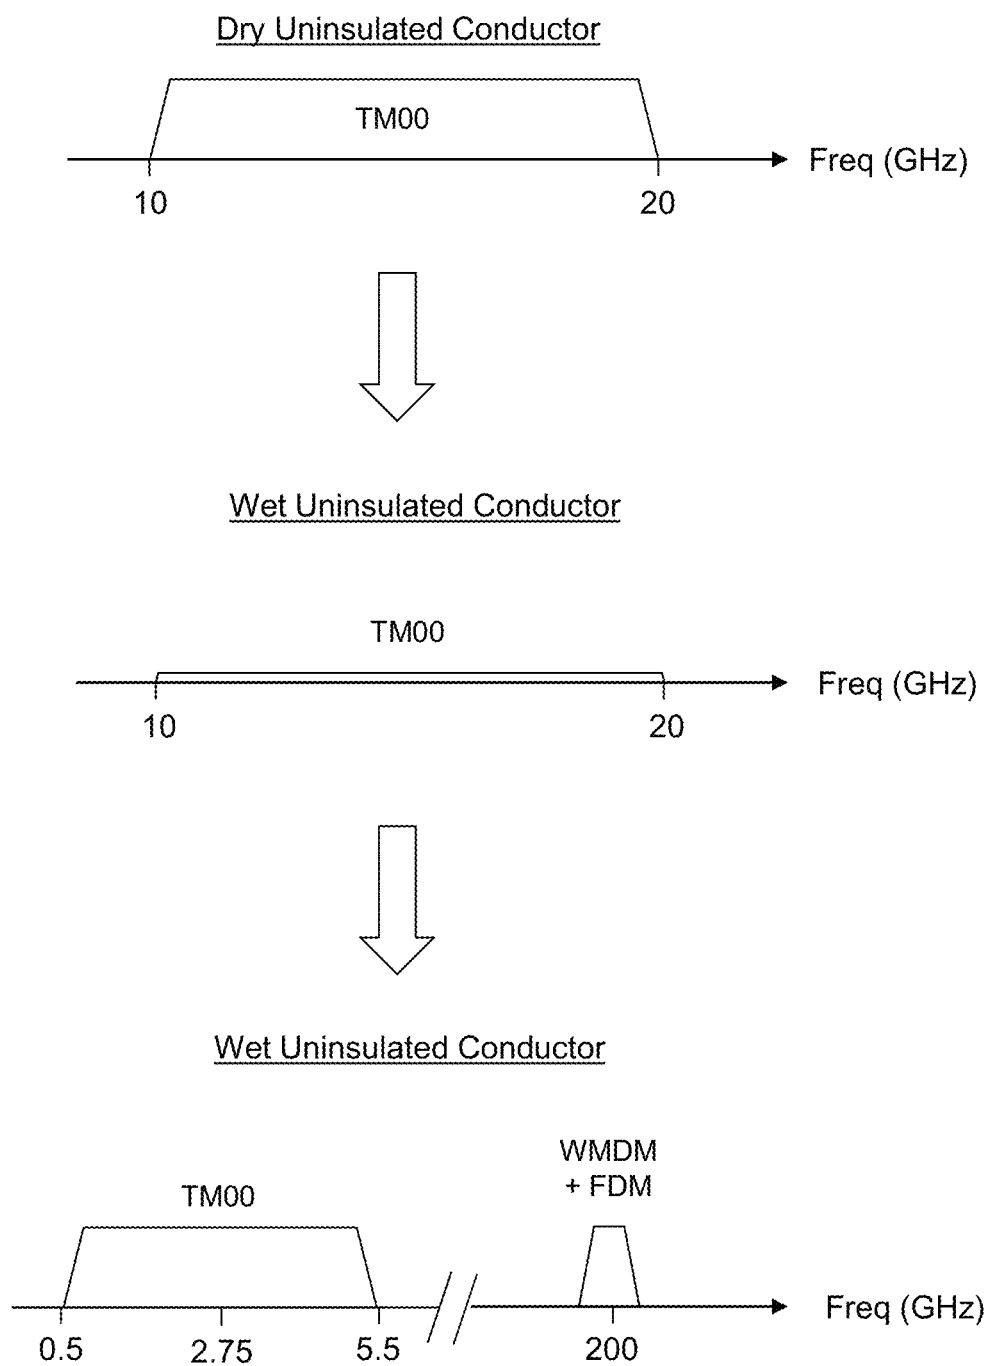 Dry Uninsulated Conductor
TM00
Freq (GHz)
10
20
Wet Uninsulated Conductor
TM00
Freq (GHz)
10
20
Wet Uninsulated Conductor
WMDM
+ FDM
TM00
Freq (GHz)
0.5
2.75
5.5
200